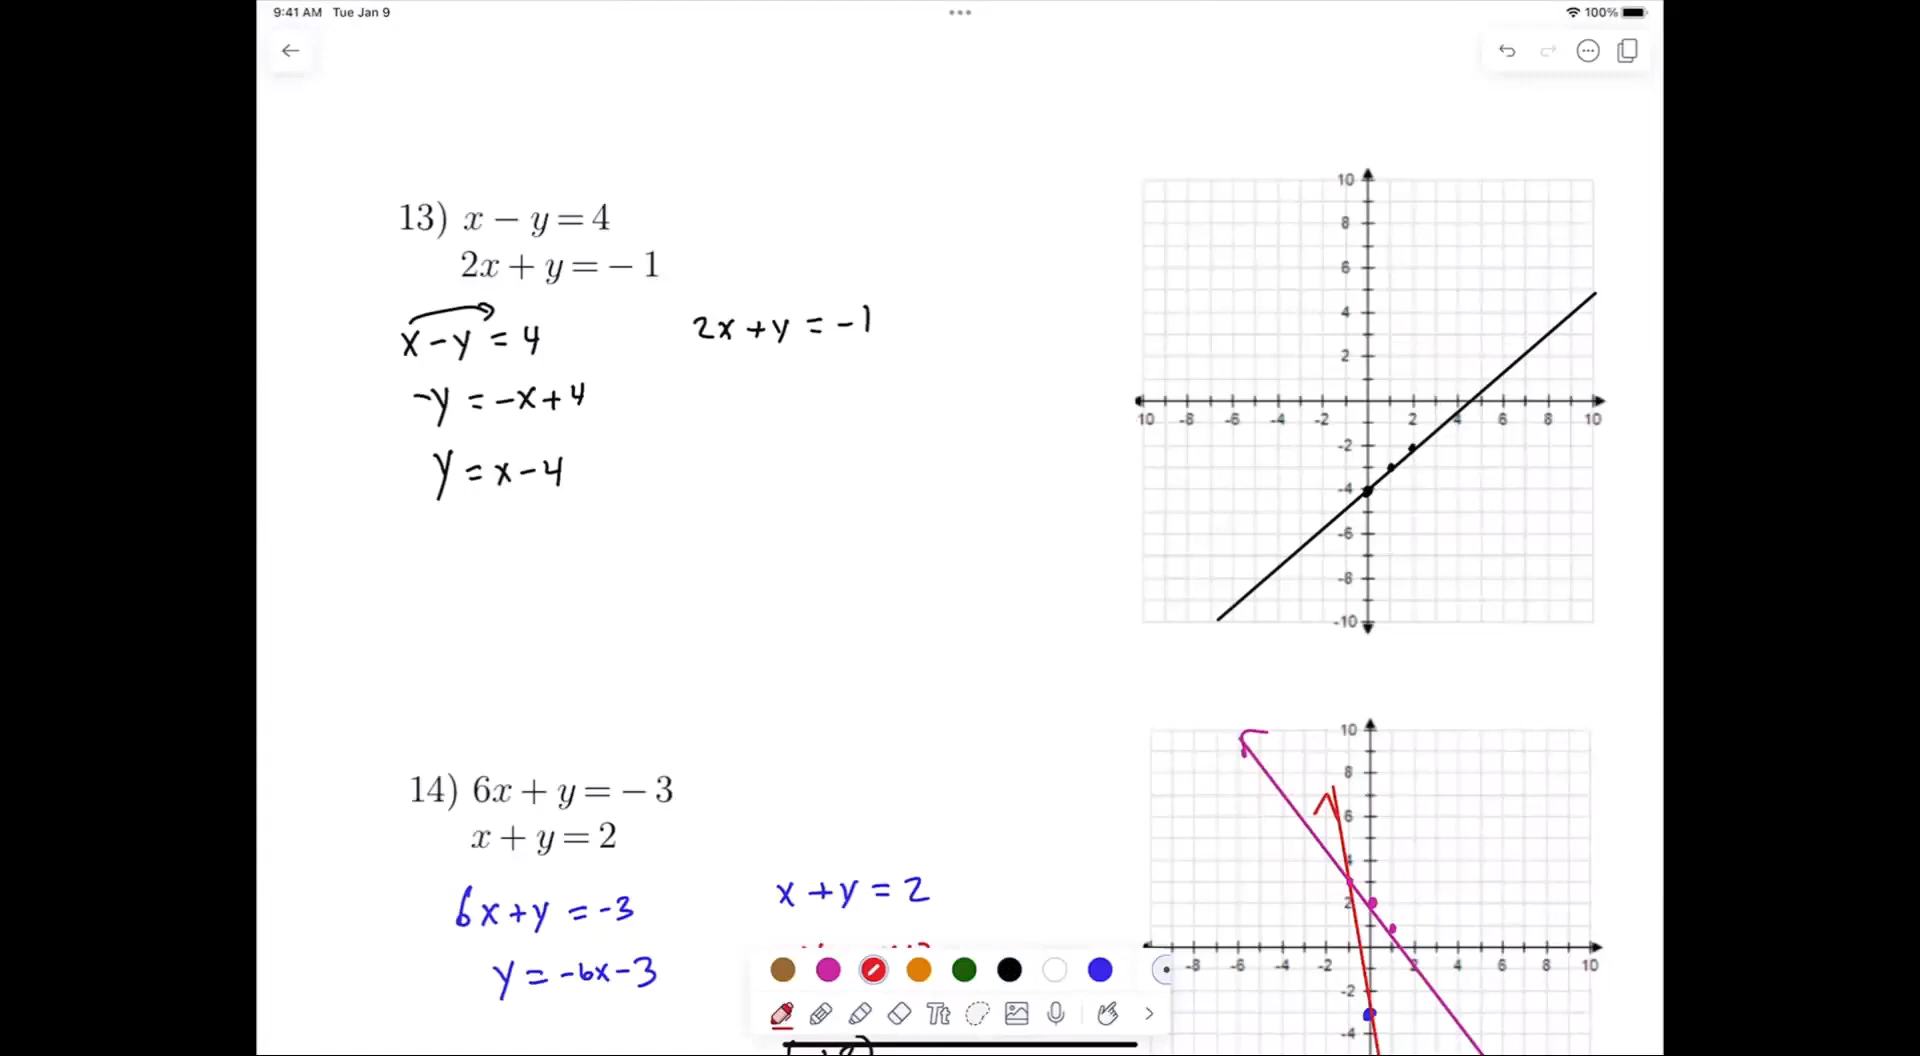 9:41 AM Tue Jan 9
100%
13) x − y = 4
2x + y = − 1
x − y = 4
2x + y = -1
-y = -x + 4
y = x - 4
10
8
6
4
2
10 -8 -6 -4 -2 2 4 6 8 10
-2
-4
-6
-8
-10
14) 6x + y = − 3
x + y = 2
6x + y = -3
x + y = 2
y = -6x - 3
10
8
6
4
2
-8 -6 -4 -2 2 4 6 8 10
-2
-4
Tt